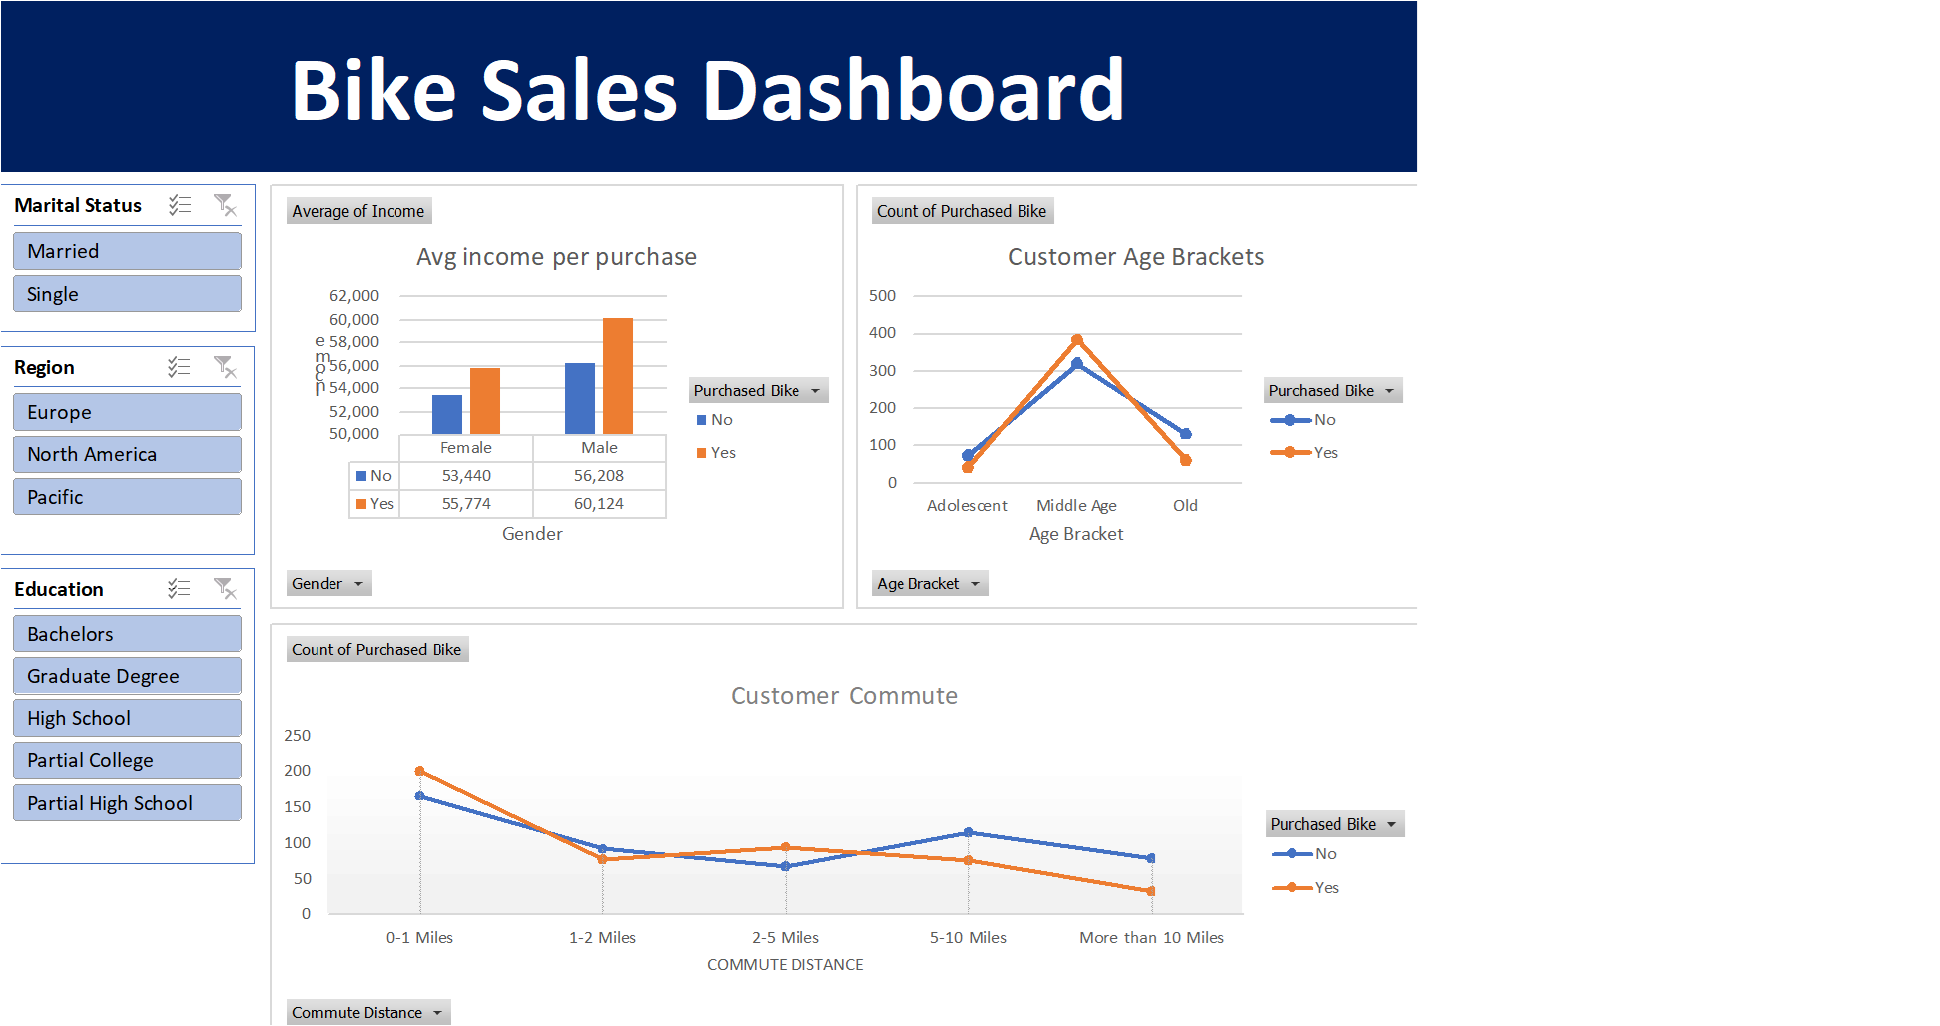 Bike Sales Dashboard
Marital Status
Married
Single
Region
Europe
North America
Pacific
Education
Bachelors
Graduate Degree
High School
Partial College
Partial High School
Average of Income
Avg income per purchase
62,000
60,000
58,000
56,000
54,000
52,000
50,000
Female Male
No 53,440 56,208
Yes 55,774 60,124
Gender
Purchased Bike
No
Yes
Gender
Count of Purchased Bike
Customer Age Brackets
500
400
300
200
100
0
Adolescent Middle Age Old
Age Bracket
Purchased Bike
No
Yes
Age Bracket
Count of Purchased Bike
Customer Commute
250
200
150
100
50
0
0-1 Miles 1-2 Miles 2-5 Miles 5-10 Miles More than 10 Miles
COMMUTE DISTANCE
Purchased Bike
No
Yes
Commute Distance